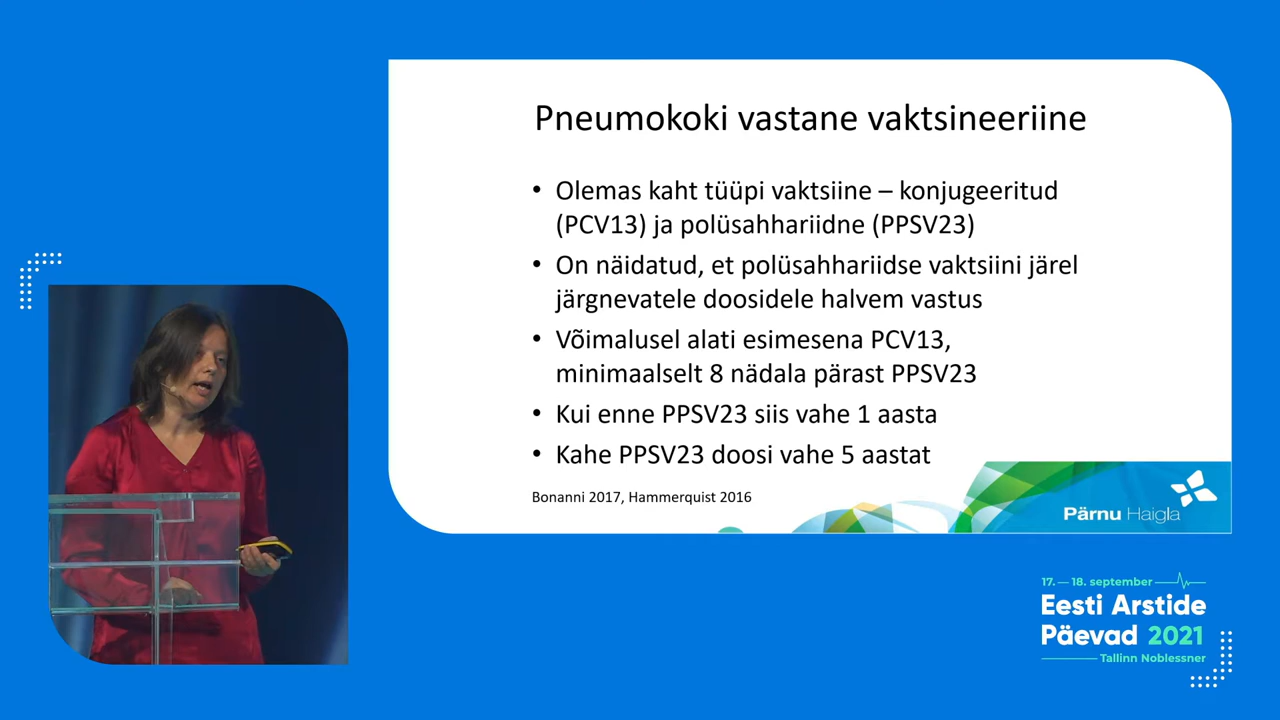 Pneumokoki vastane vaktsineeriine
• Olemas kaht tüüpi vaktsiine – konjugeeritud
(PCV13) ja polüsahhariidne (PPSV23)
• On näidatud, et polüsahhariidse vaktsiini järel
järgnevatele doosidele halvem vastus
• Võimalusel alati esimesena PCV13,
minimaalselt 8 nädala pärast PPSV23
• Kui enne PPSV23 siis vahe 1 aasta
• Kahe PPSV23 doosi vahe 5 aastat
Bonanni 2017, Hammerquist 2016
Pärnu Haigla
17. — 18. september
Eesti Arstide
Päevad 2021
Tallinn Noblessner